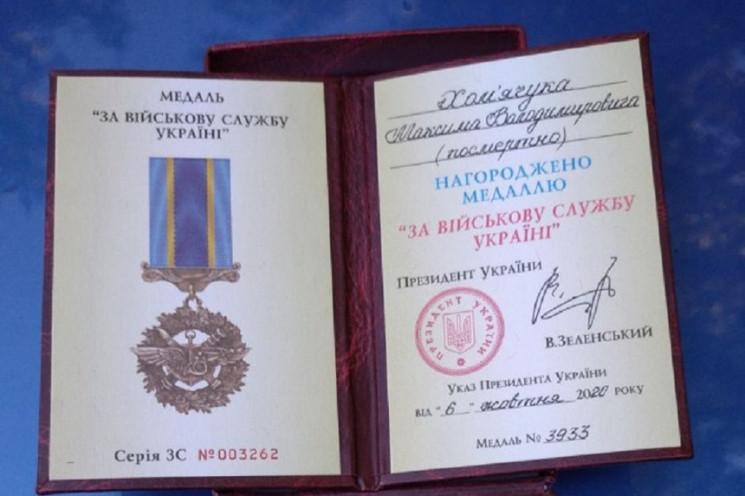 МЕДАЛЬ
“ЗА ВІЙСЬКОВУ СЛУЖБУ
УКРАЇНІ”
Серія ЗС №003262
Хом'ячука
Максима Володимировича
(посмертно)
НАГОРОДЖЕНО
МЕДАЛЛЮ
“ЗА ВІЙСЬКОВУ СЛУЖБУ
УКРАЇНІ”
ПРЕЗИДЕНТ УКРАЇНИ
ПРЕЗИДЕНТ УКРАЇНИ
В.ЗЕЛЕНСЬКИЙ
УКАЗ ПРЕЗИДЕНТА УКРАЇНИ
ВІД “ 6 ” жовтня 2020 РОКУ
МЕДАЛЬ № 3933